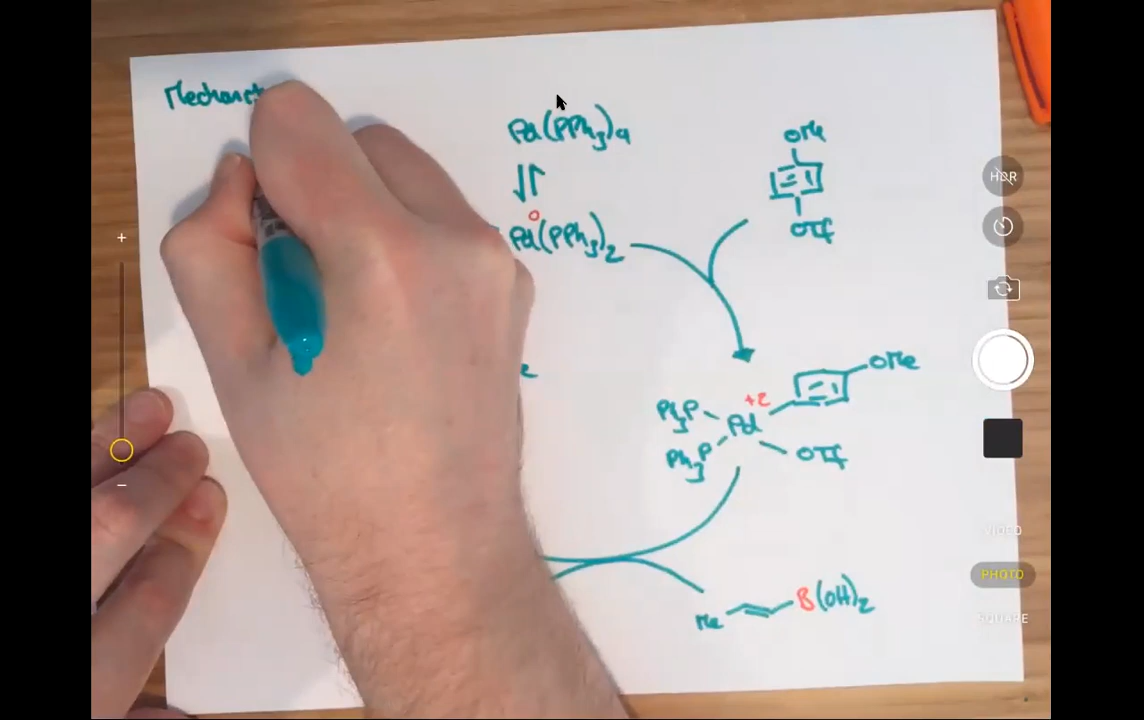 Mechanis
Pd(PPh3)4
OMe
0
Pd(PPh3)2
OTf
OMe
+2
Ph3P
Pd
Ph3P
OTf
Me
B(OH)2
HDR
VIDEO
PHOTO
SQUARE